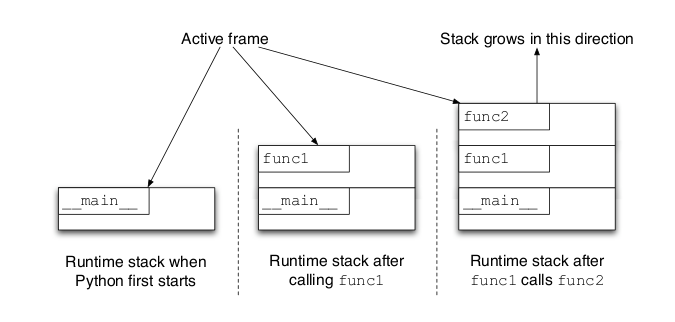 Active frame
Stack grows in this direction
func2
func1
func1
__main__
__main__
__main__
Runtime stack when
Python first starts
Runtime stack after
calling func1
Runtime stack after
func1 calls func2